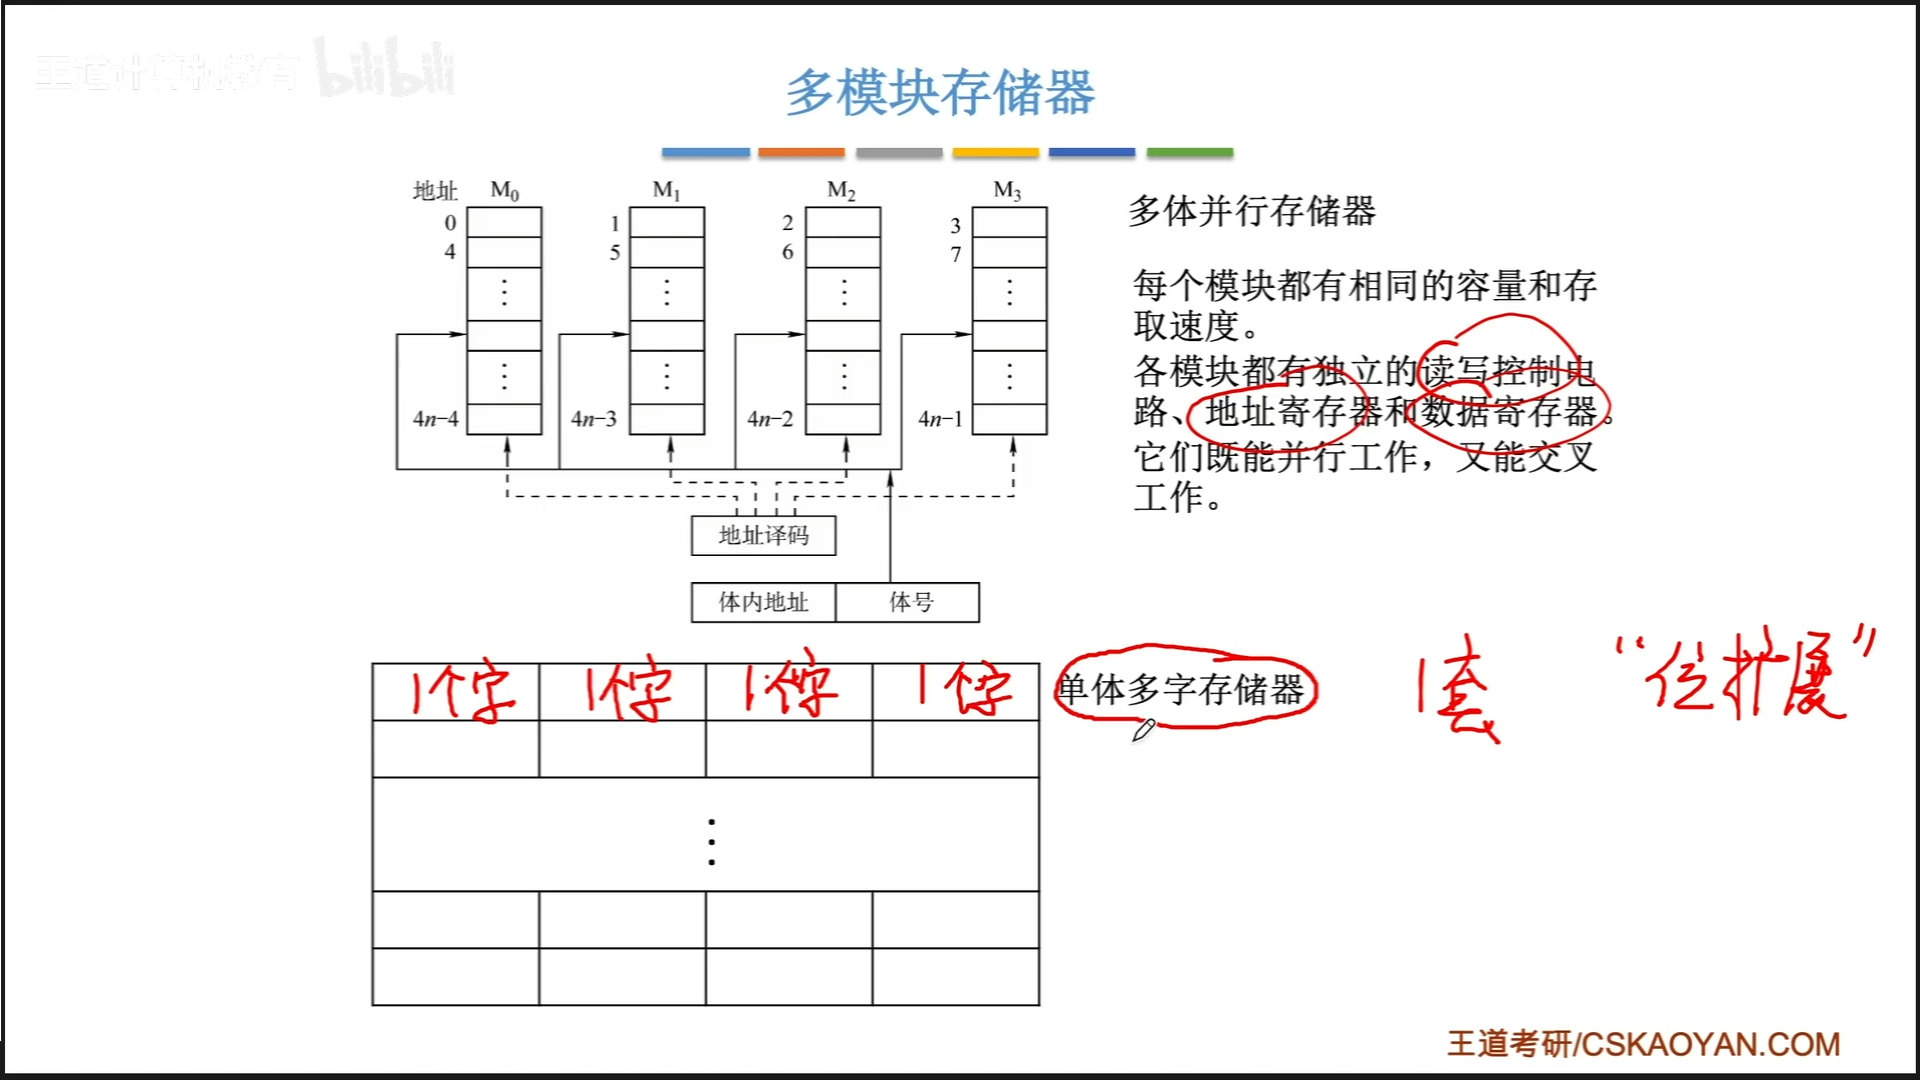 王道计算机教育 bilibili
多模块存储器
地址 M0 M1 M2 M3
0 1 2 3
4 5 6 7
4n-4 4n-3 4n-2 4n-1
地址译码
体内地址 体号
多体并行存储器
每个模块都有相同的容量和存
取速度。
各模块都有独立的读写控制电
路、地址寄存器和数据寄存器。
它们既能并行工作，又能交叉
工作。
1个字 1个字 1个字 1个字
单体多字存储器
1套
“位扩展”
王道考研/CSKAOYAN.COM